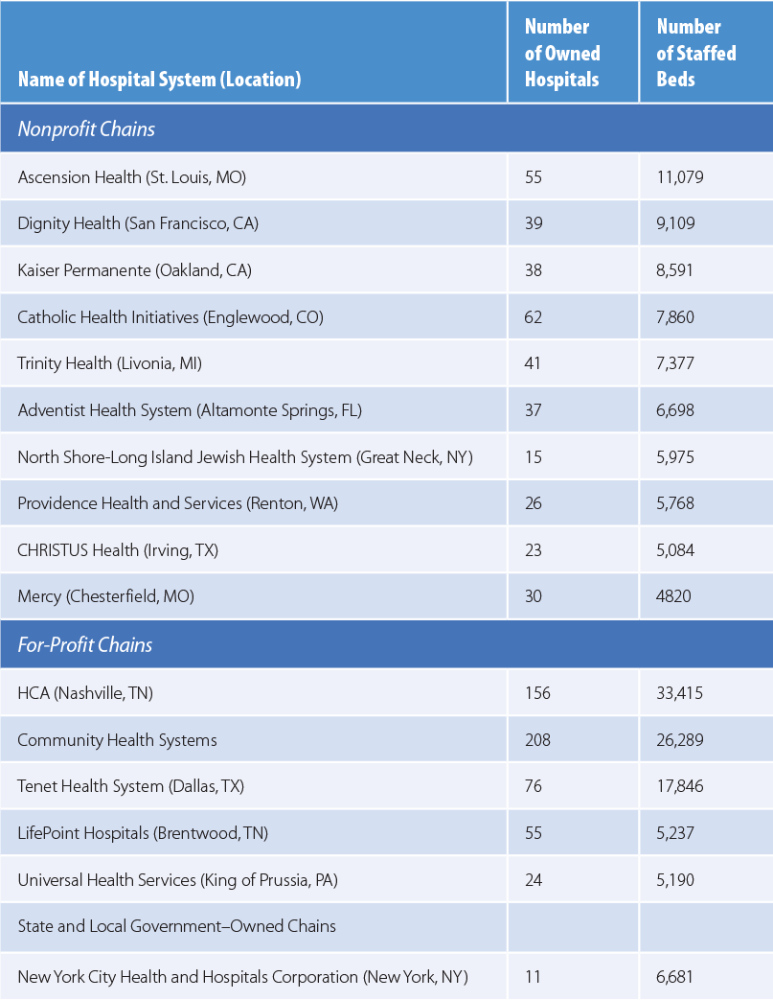 Name of Hospital System (Location) Number of Owned Hospitals Number of Staffed Beds
Nonprofit Chains
Ascension Health (St. Louis, MO) 55 11,079
Dignity Health (San Francisco, CA) 39 9,109
Kaiser Permanente (Oakland, CA) 38 8,591
Catholic Health Initiatives (Englewood, CO) 62 7,860
Trinity Health (Livonia, MI) 41 7,377
Adventist Health System (Altamonte Springs, FL) 37 6,698
North Shore-Long Island Jewish Health System (Great Neck, NY) 15 5,975
Providence Health and Services (Renton, WA) 26 5,768
CHRISTUS Health (Irving, TX) 23 5,084
Mercy (Chesterfield, MO) 30 4820
For-Profit Chains
HCA (Nashville, TN) 156 33,415
Community Health Systems 208 26,289
Tenet Health System (Dallas, TX) 76 17,846
LifePoint Hospitals (Brentwood, TN) 55 5,237
Universal Health Services (King of Prussia, PA) 24 5,190
State and Local Government–Owned Chains
New York City Health and Hospitals Corporation (New York, NY) 11 6,681